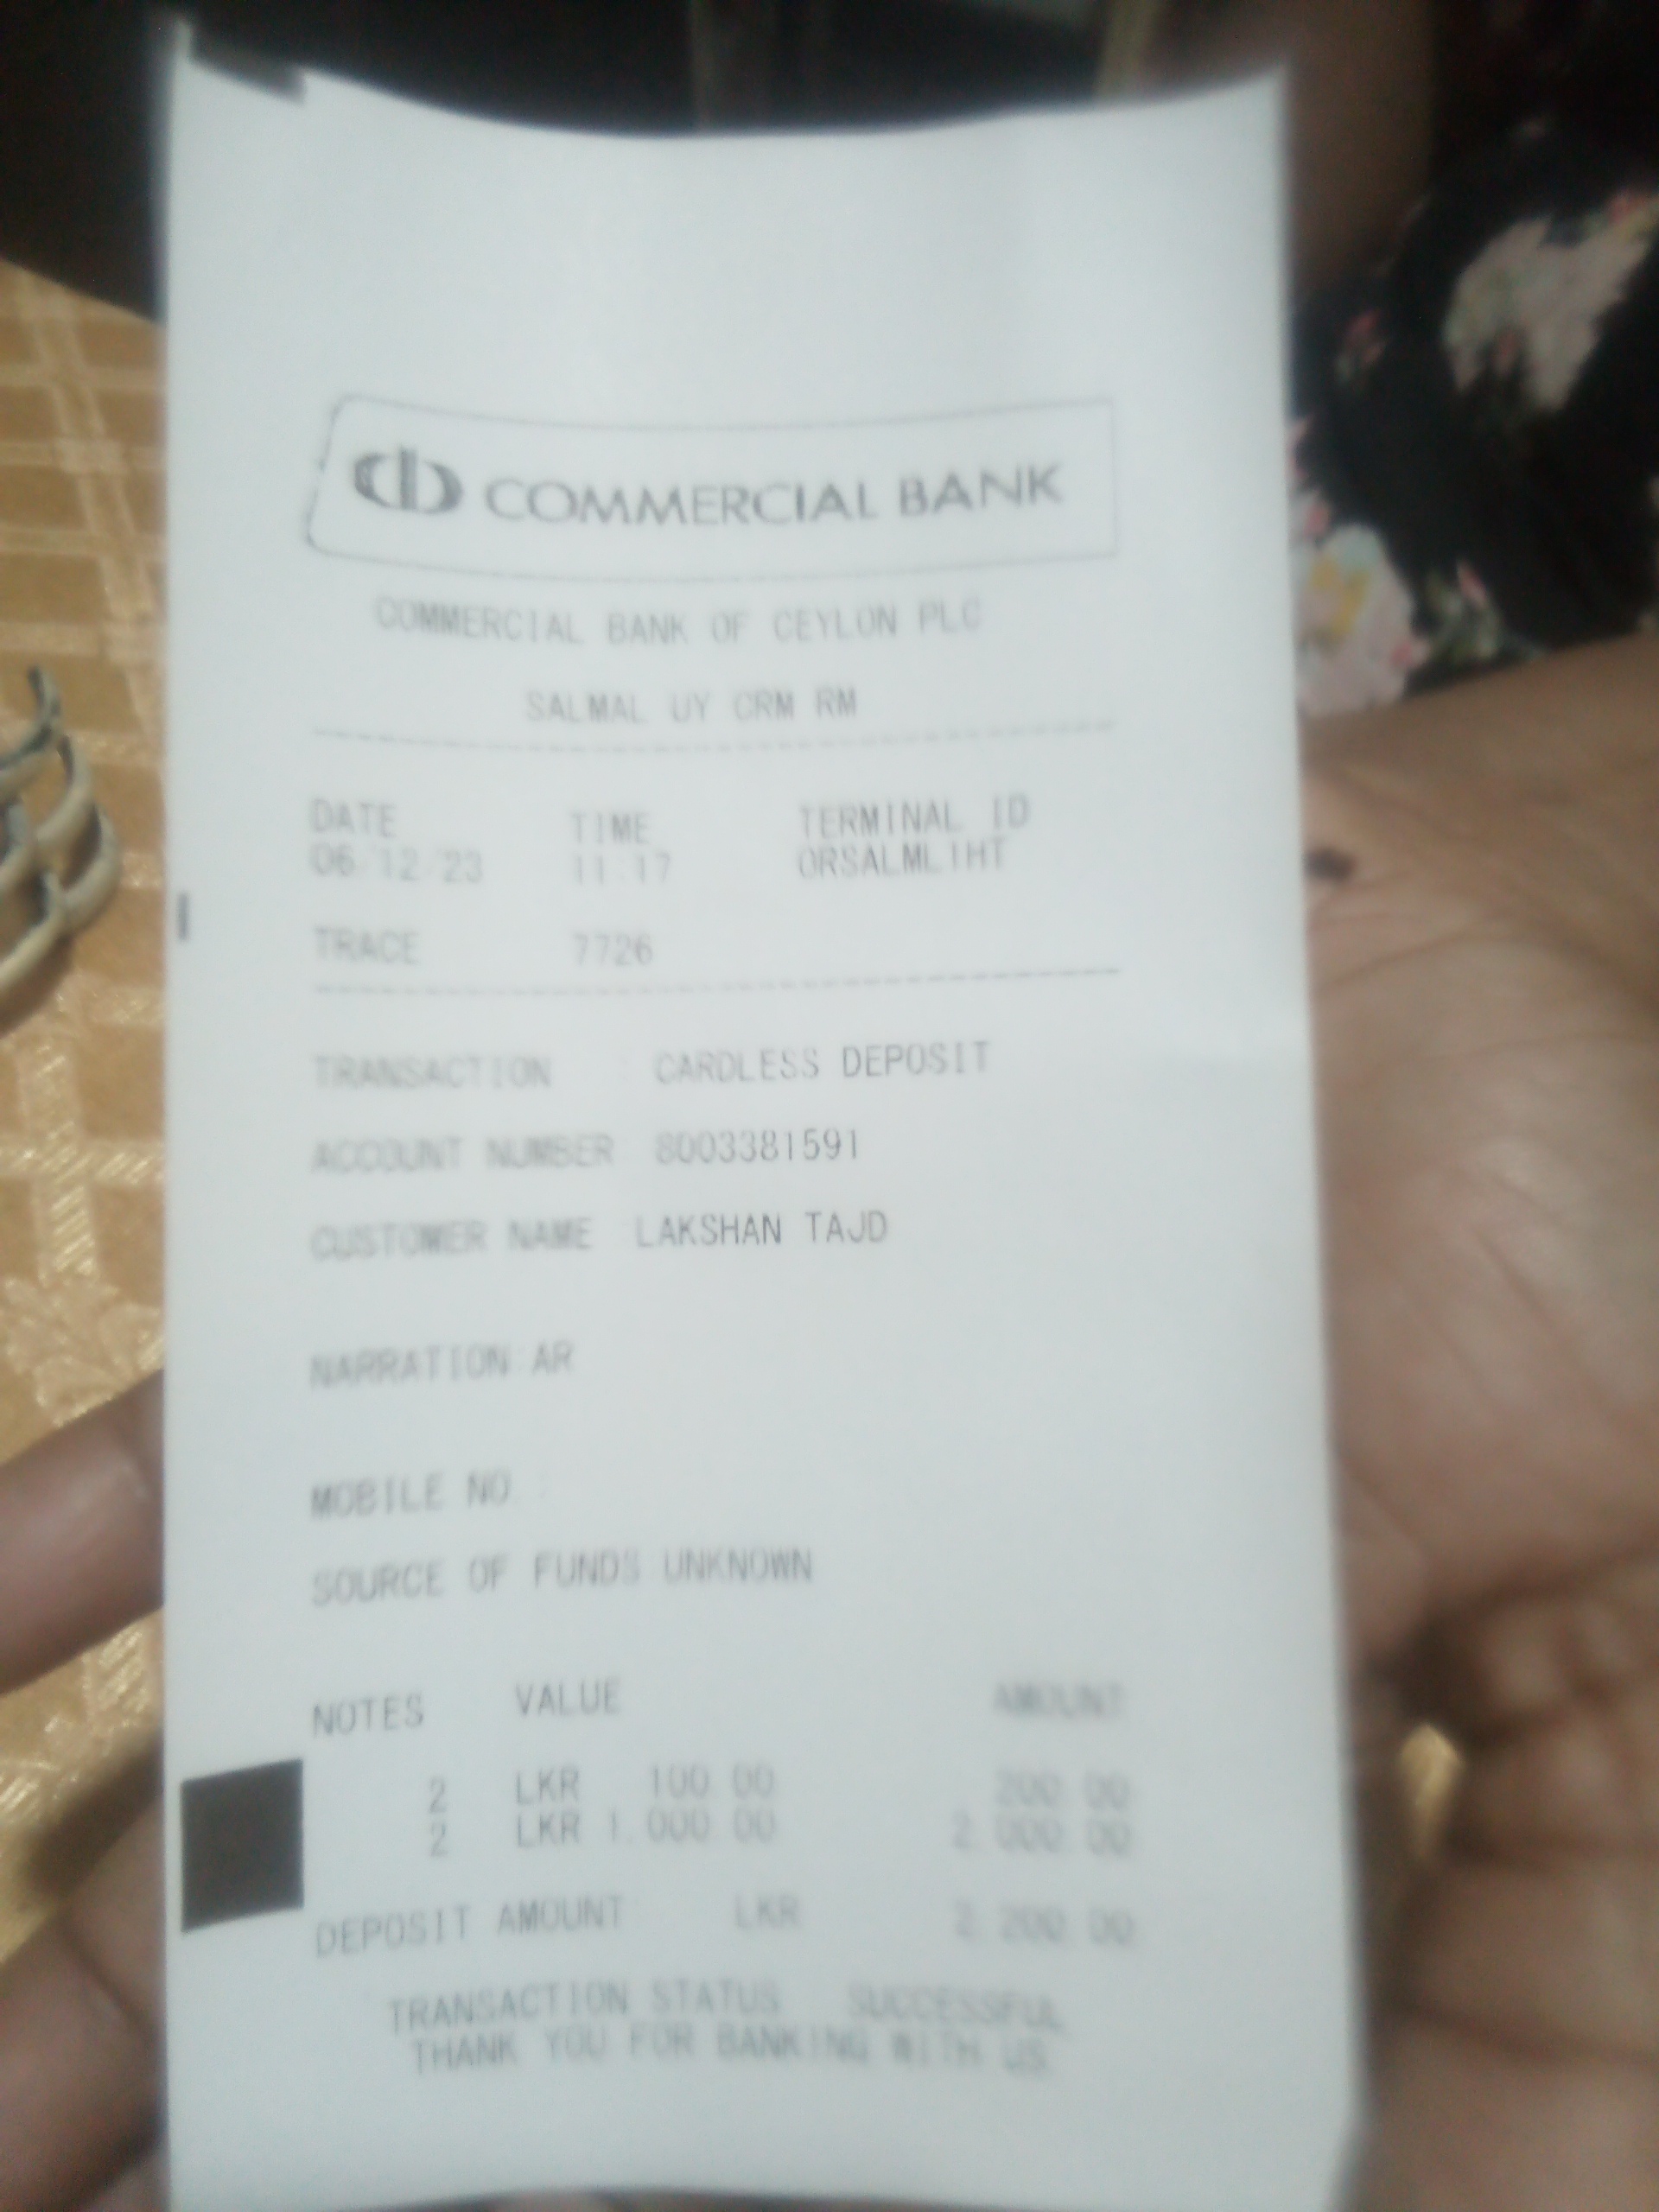 COMMERCIAL BANK
COMMERCIAL BANK OF CEYLON PLC
SALMAL UY CRM RM
DATE TIME TERMINAL ID
06/12/23 11:17 ORSALML1HT
TRACE 7726
TRANSACTION : CARDLESS DEPOSIT
ACCOUNT NUMBER 8003381591
CUSTOMER NAME :LAKSHAN TAJD
NARRATION:AR
MOBILE NO. :
SOURCE OF FUNDS:UNKNOWN
NOTES VALUE AMOUNT
2 LKR 100.00 200.00
2 LKR 1,000.00 2,000.00
DEPOSIT AMOUNT: LKR 2,200.00
TRANSACTION STATUS : SUCCESSFUL
THANK YOU FOR BANKING WITH US